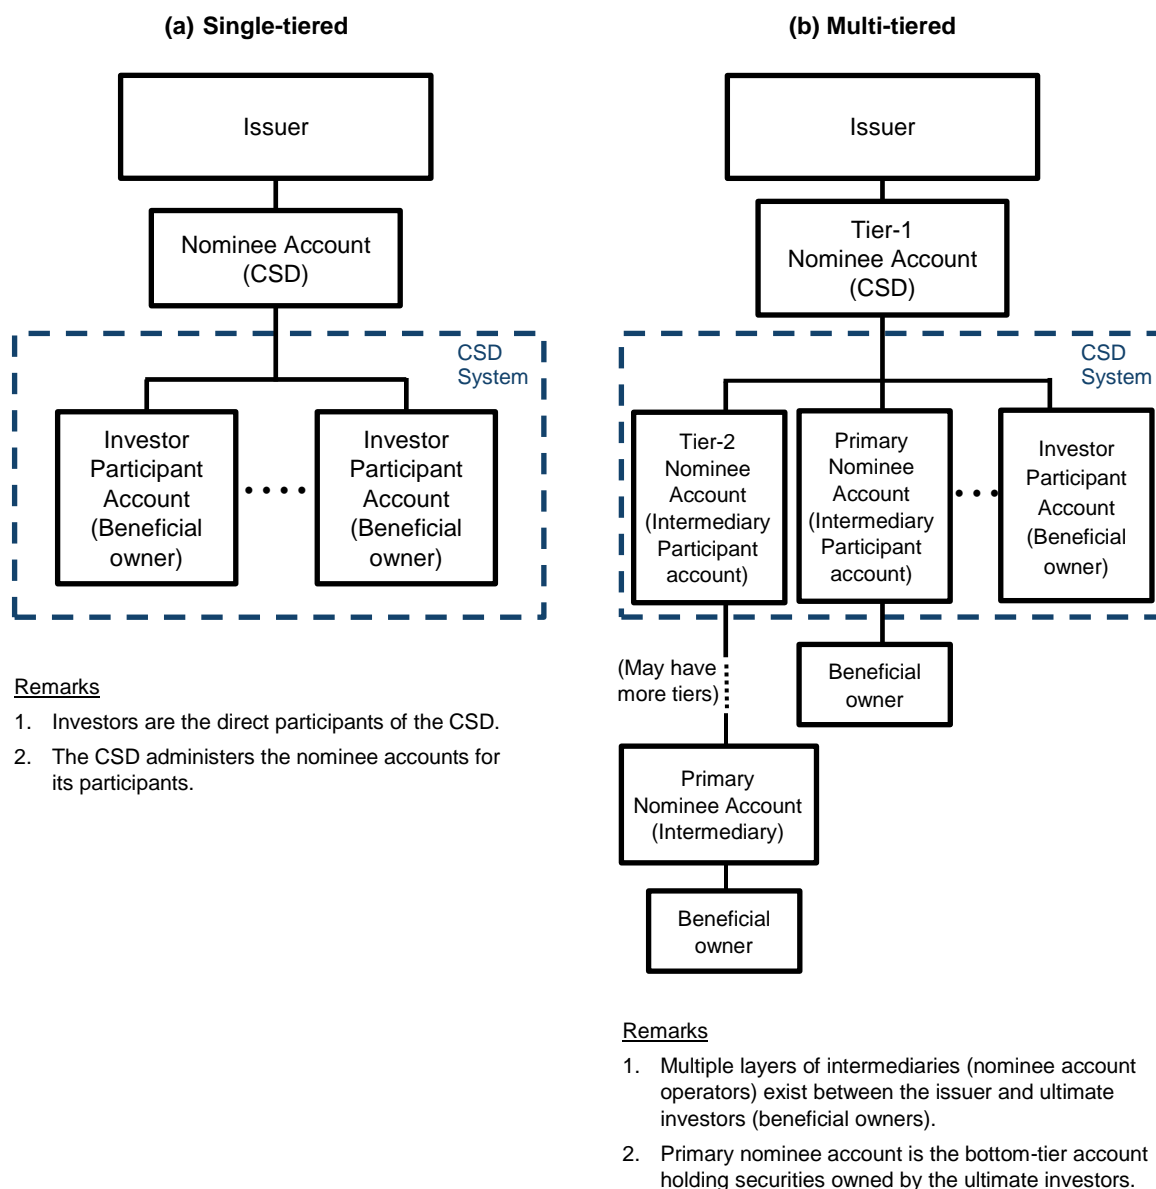 (a) Single-tiered
Issuer
Nominee Account
(CSD)
CSD
System
Investor
Participant
Account
(Beneficial
owner)
....
Investor
Participant
Account
(Beneficial
owner)
Remarks
1. Investors are the direct participants of the CSD.
2. The CSD administers the nominee accounts for
its participants.
(b) Multi-tiered
Issuer
Tier-1
Nominee Account
(CSD)
CSD
System
Tier-2
Nominee
Account
(Intermediary
Participant
account)
Primary
Nominee
Account
(Intermediary
Participant
account)
...
Investor
Participant
Account
(Beneficial
owner)
(May have
more tiers)
Beneficial
owner
Primary
Nominee Account
(Intermediary)
Beneficial
owner
Remarks
1. Multiple layers of intermediaries (nominee account
operators) exist between the issuer and ultimate
investors (beneficial owners).
2. Primary nominee account is the bottom-tier account
holding securities owned by the ultimate investors.